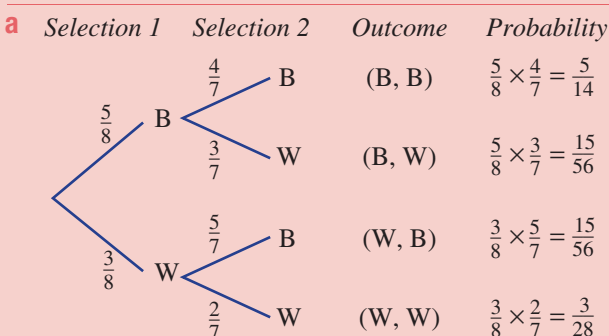 a Selection 1 Selection 2 Outcome Probability
4/7 B (B, B) 5/8 × 4/7 = 5/14
5/8 B
3/7 W (B, W) 5/8 × 3/7 = 15/56
5/7 B (W, B) 3/8 × 5/7 = 15/56
3/8 W
2/7 W (W, W) 3/8 × 2/7 = 3/28